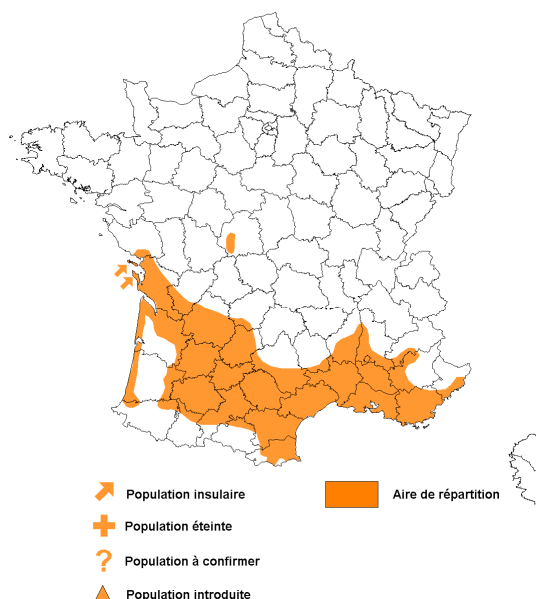 Population insulaire
Aire de répartition
Population éteinte
? Population à confirmer
Population introduite